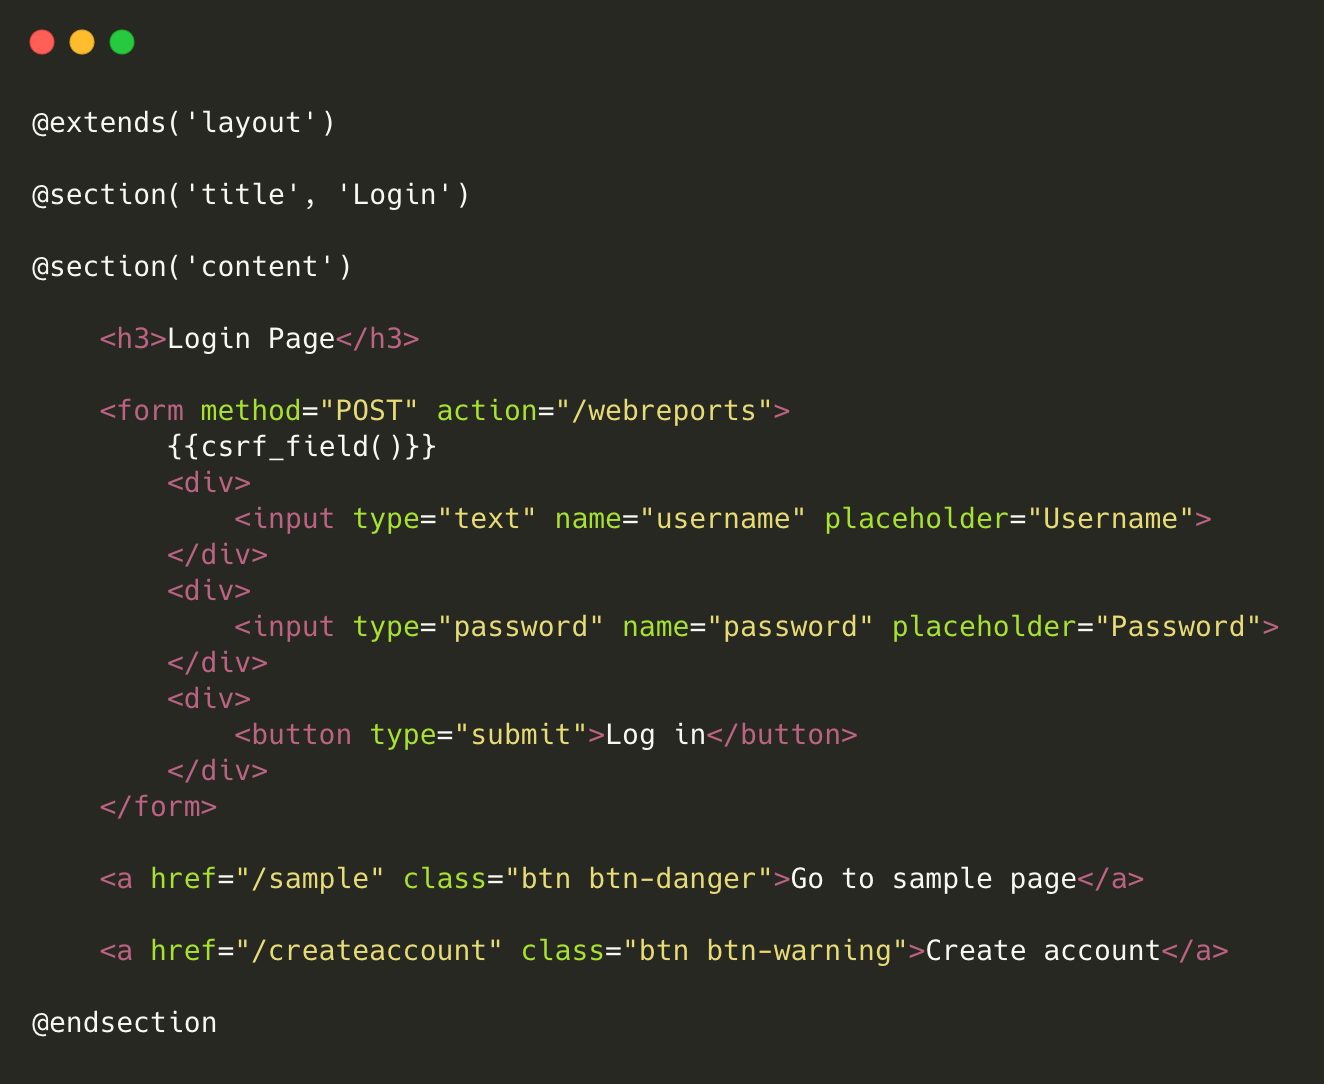 @extends('layout')

@section('title', 'Login')

@section('content')

    <h3>Login Page</h3>

    <form method="POST" action="/webreports">
        {{csrf_field()}}
        <div>
            <input type="text" name="username" placeholder="Username">
        </div>
        <div>
            <input type="password" name="password" placeholder="Password">
        </div>
        <div>
            <button type="submit">Log in</button>
        </div>
    </form>

    <a href="/sample" class="btn btn-danger">Go to sample page</a>

    <a href="/createaccount" class="btn btn-warning">Create account</a>

@endsection